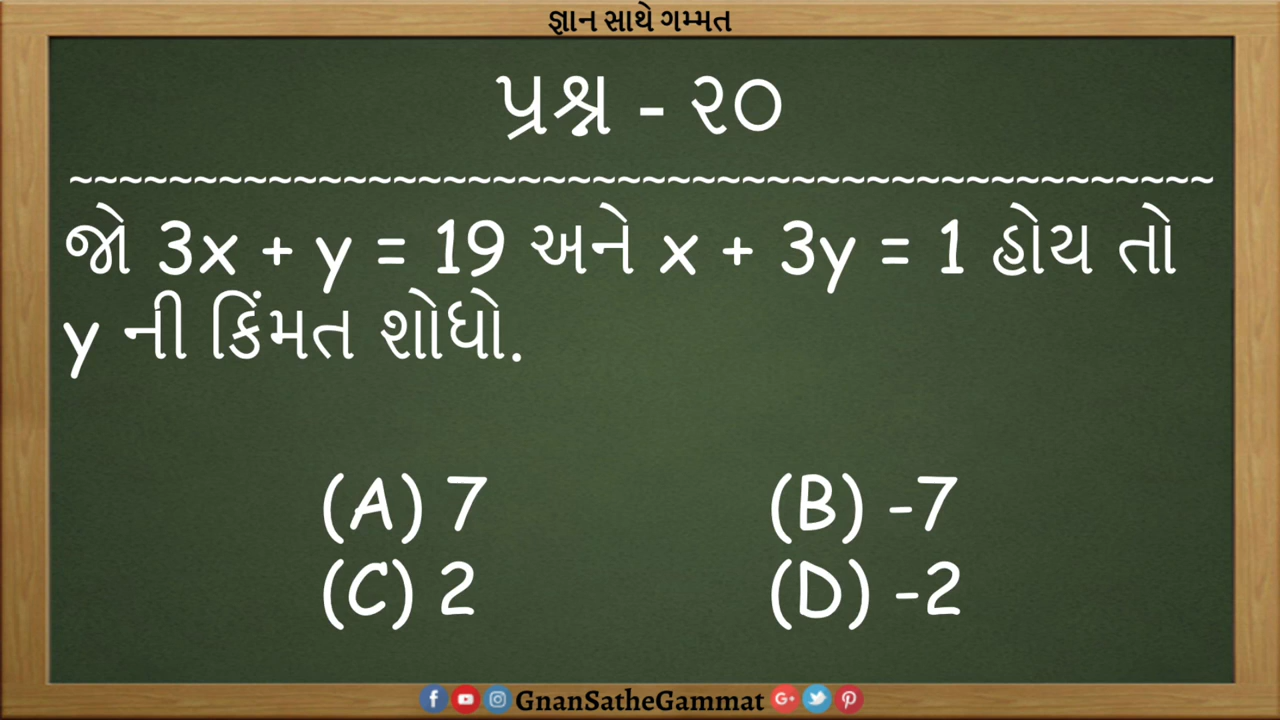 જ્ઞાન સાથે ગમ્મત
પ્રશ્ન - ૨૦
~~~~~~~~~~~~~~~~~~~~~~~~~~~~~~~~~~~~~~~~~~~~~~
જો 3x + y = 19 અને x + 3y = 1 હોય તો
y ની કિંમત શોધો.
(A) 7 (B) -7
(C) 2 (D) -2
GnanSatheGammat